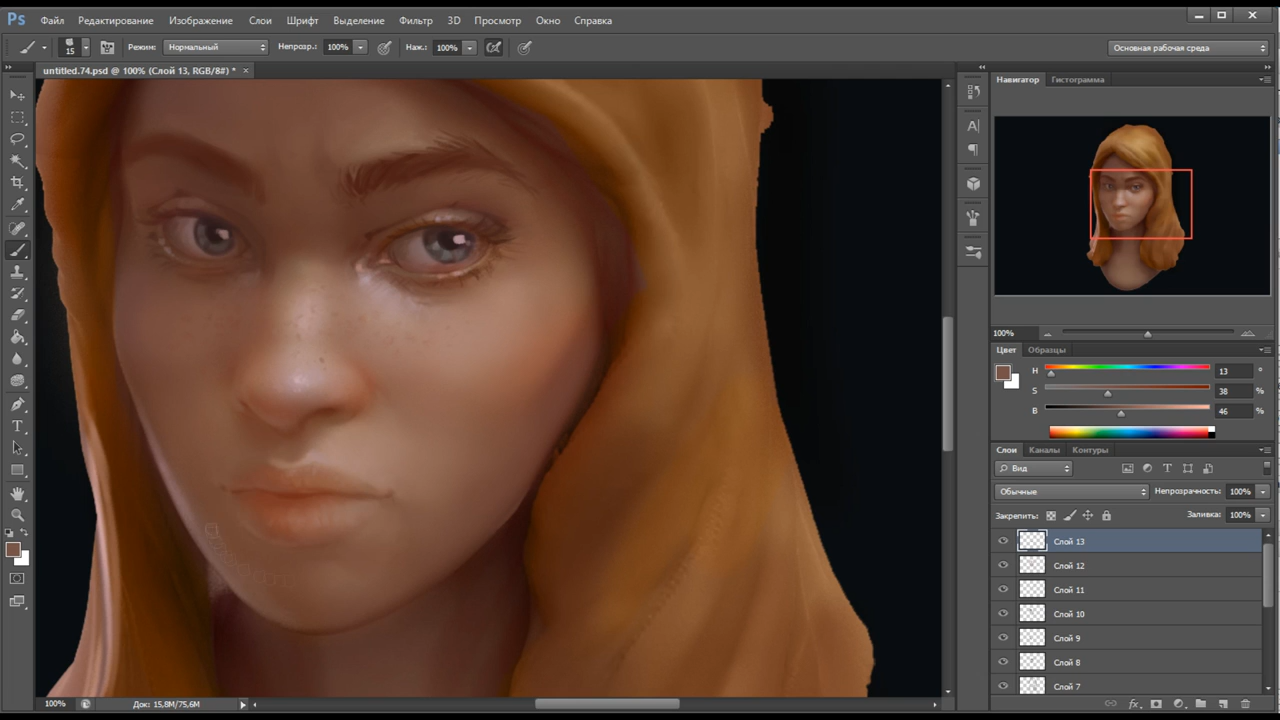 Ps Файл Редактирование Изображение Слои Шрифт Выделение Фильтр 3D Просмотр Окно Справка
15 Режим: Нормальный Непрозр.: 100% Наж.: 100% Основная рабочая среда
untitled.74.psd @ 100% (Слой 13, RGB/8#) * ×
Навигатор Гистограмма
100%
Цвет Образцы
H 13 °
S 38 %
B 46 %
Слои Каналы Контуры
Вид
Обычные Непрозрачность: 100%
Закрепить: Заливка: 100%
Слой 13
Слой 12
Слой 11
Слой 10
Слой 9
Слой 8
Слой 7
100% Док: 15,8M/75,6M